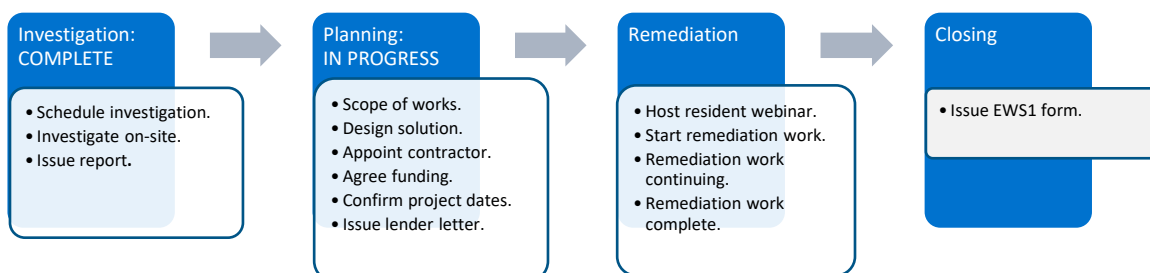 Investigation:
COMPLETE
• Schedule investigation.
• Investigate on-site.
• Issue report.
Planning:
IN PROGRESS
• Scope of works.
• Design solution.
• Appoint contractor.
• Agree funding.
• Confirm project dates.
• Issue lender letter.
Remediation
• Host resident webinar.
• Start remediation work.
• Remediation work
continuing.
• Remediation work
complete.
Closing
• Issue EWS1 form.